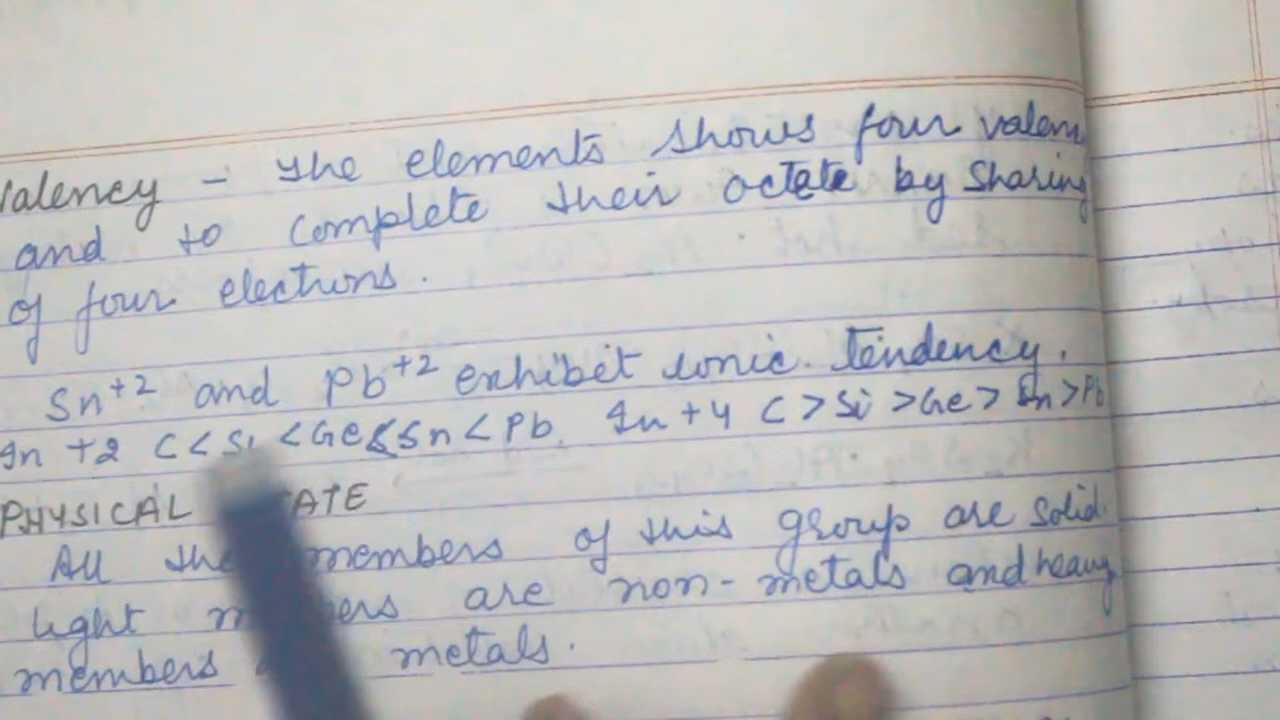 Valency - The elements shows four valen
and to complete their octate by sharing
of four electrons.
Sn+2 and Pb+2 exhibit ionic tendency.
In +2 C < Si < Ge < Sn < Pb. In +4 C > Si > Ge > Sn > Pb
PHYSICAL ATE
All the members of this group are solid.
light m ers are non-metals and heavy
members metals.